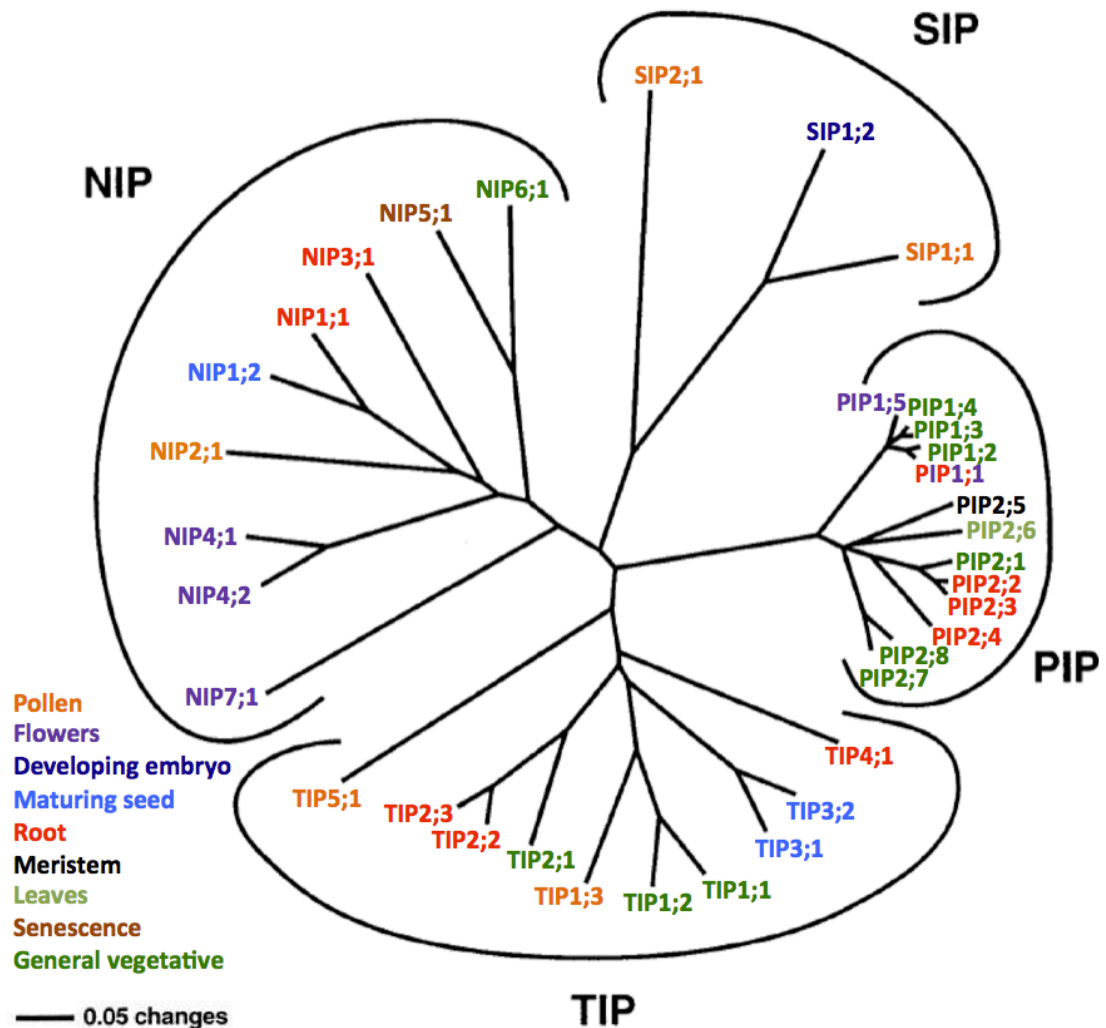 SIP
SIP2;1
SIP1;2
SIP1;1
NIP
NIP6;1
NIP5;1
NIP3;1
NIP1;1
NIP1;2
NIP2;1
NIP4;1
NIP4;2
NIP7;1
PIP1;5
PIP1;4
PIP1;3
PIP1;2
PIP1;1
PIP2;5
PIP2;6
PIP2;1
PIP2;2
PIP2;3
PIP2;4
PIP2;8
PIP2;7
PIP
TIP4;1
TIP3;2
TIP3;1
TIP1;1
TIP1;2
TIP1;3
TIP2;1
TIP2;2
TIP2;3
TIP5;1
TIP
Pollen
Flowers
Developing embryo
Maturing seed
Root
Meristem
Leaves
Senescence
General vegetative
0.05 changes